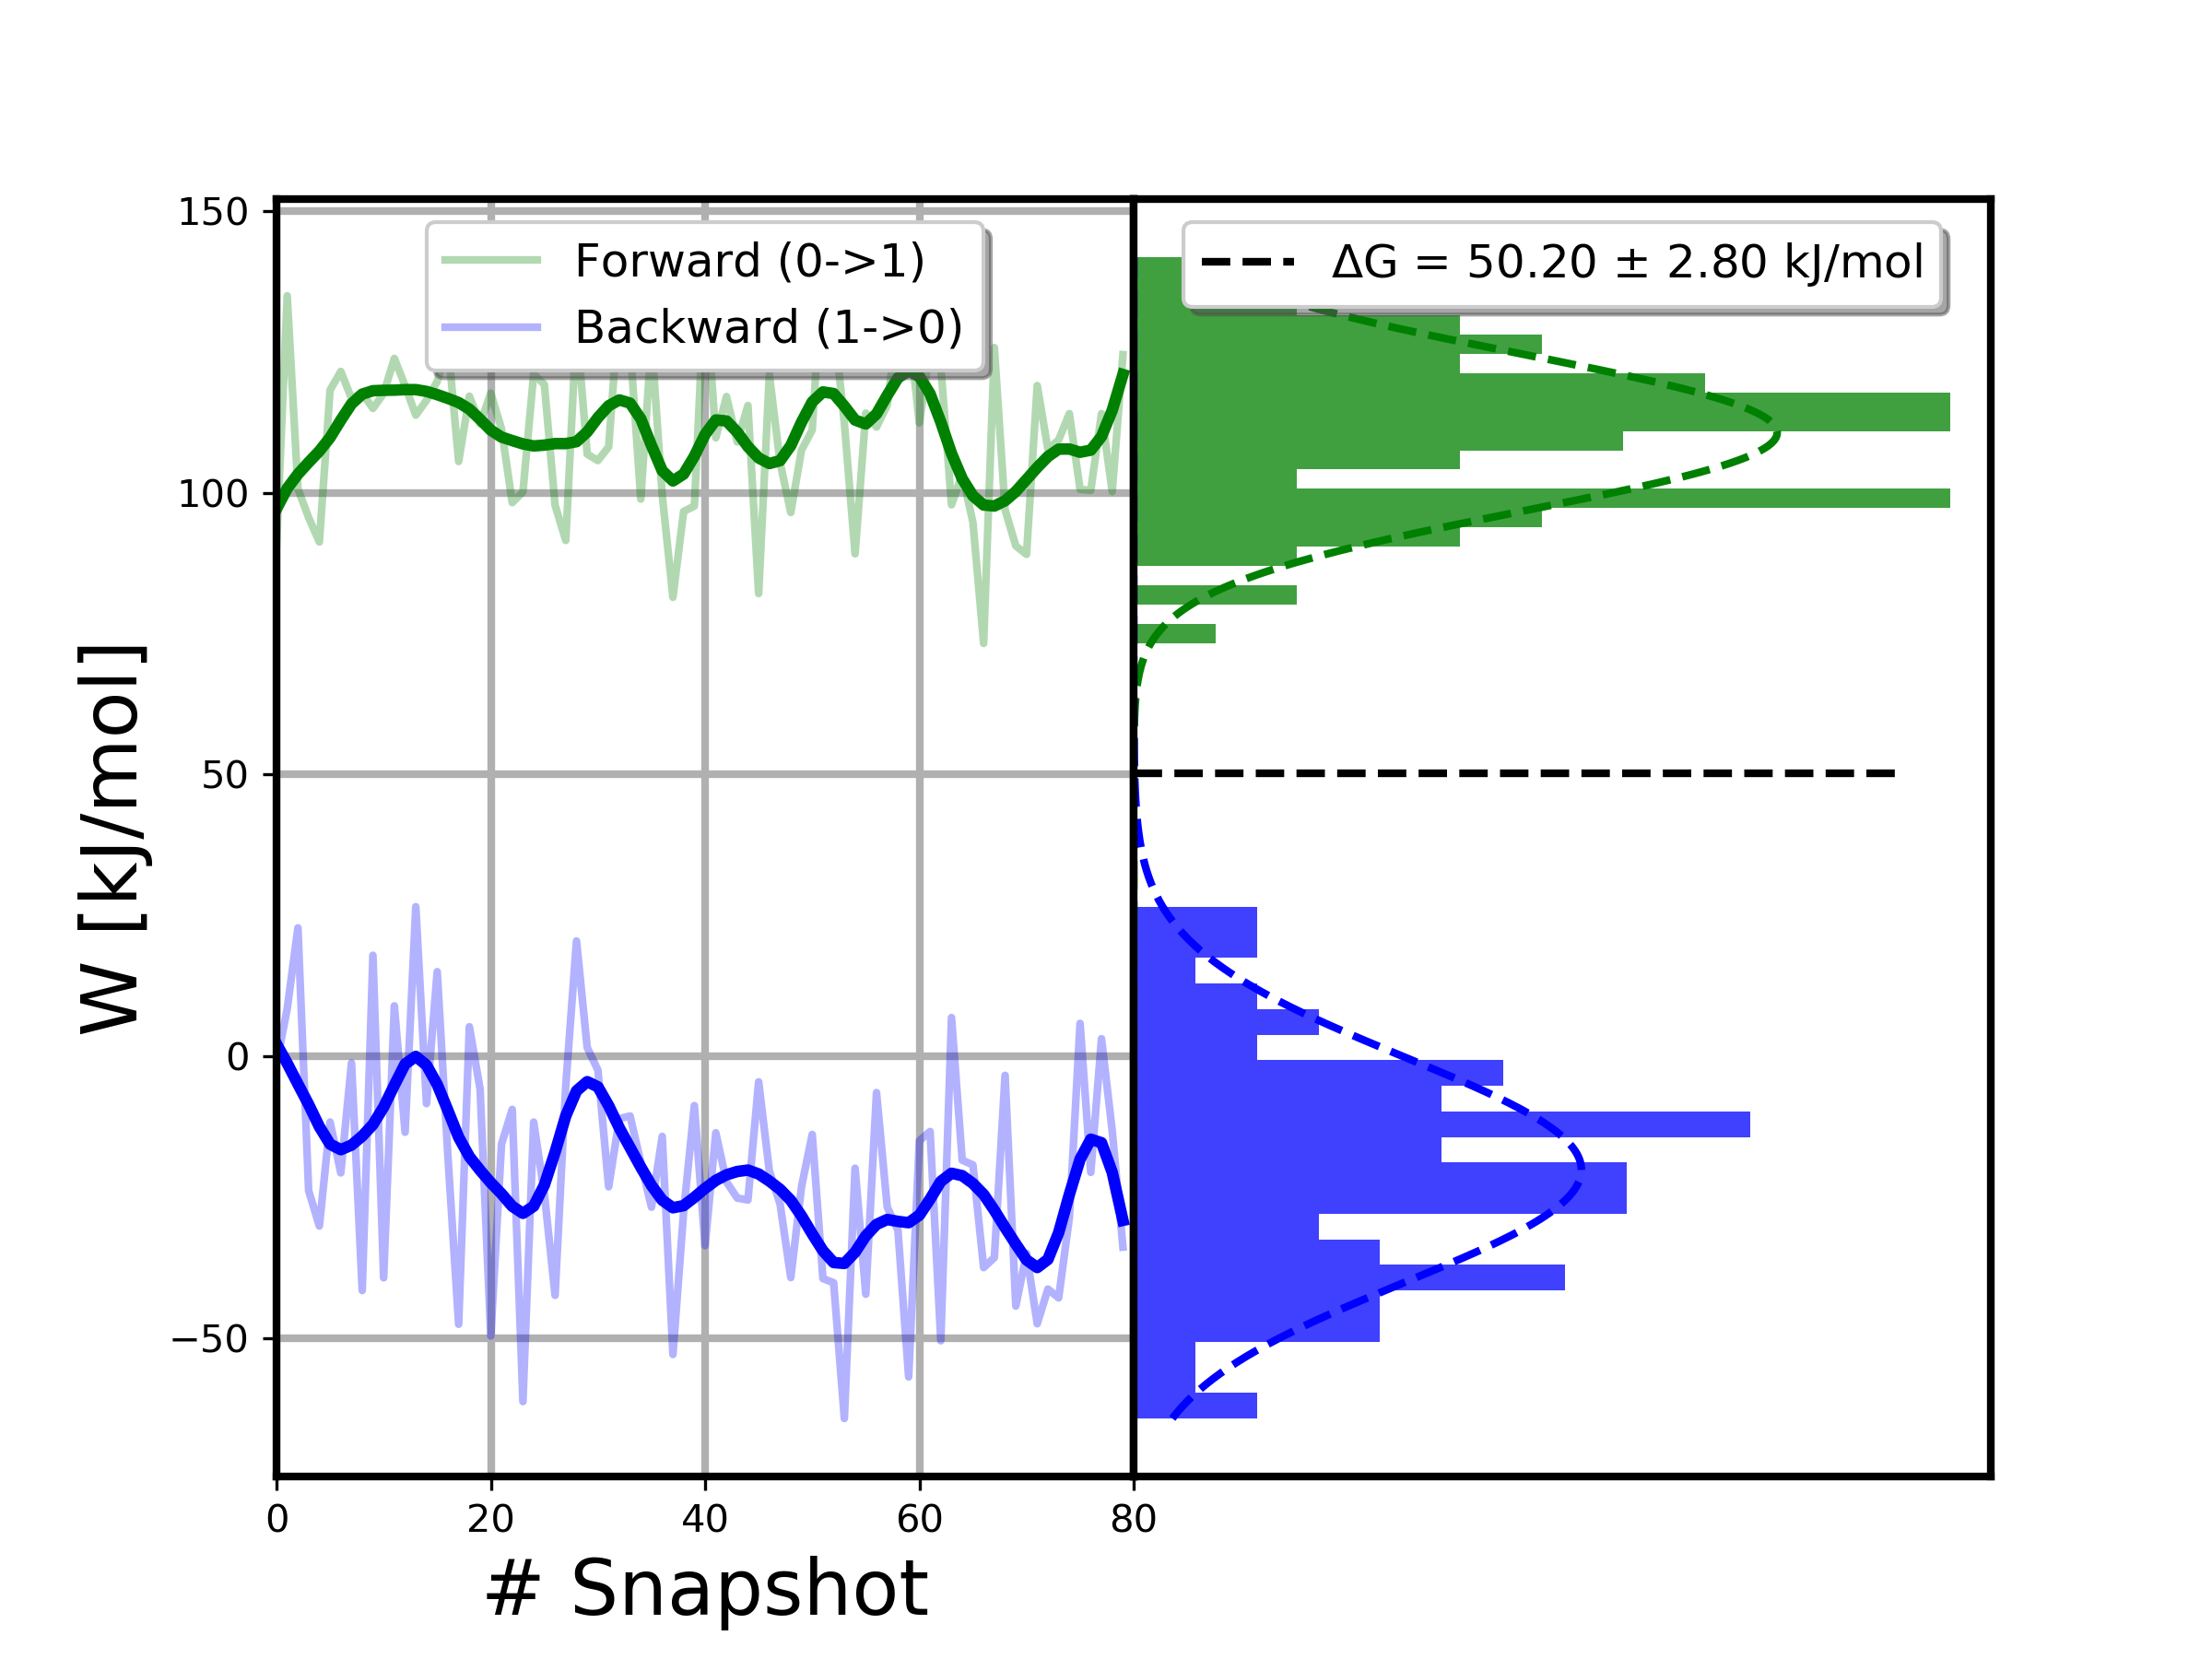 Forward (0->1)
Backward (1->0)
ΔG = 50.20 ± 2.80 kJ/mol
W [kJ/mol]
150
100
50
0
−50
0 20 40 60 80
# Snapshot